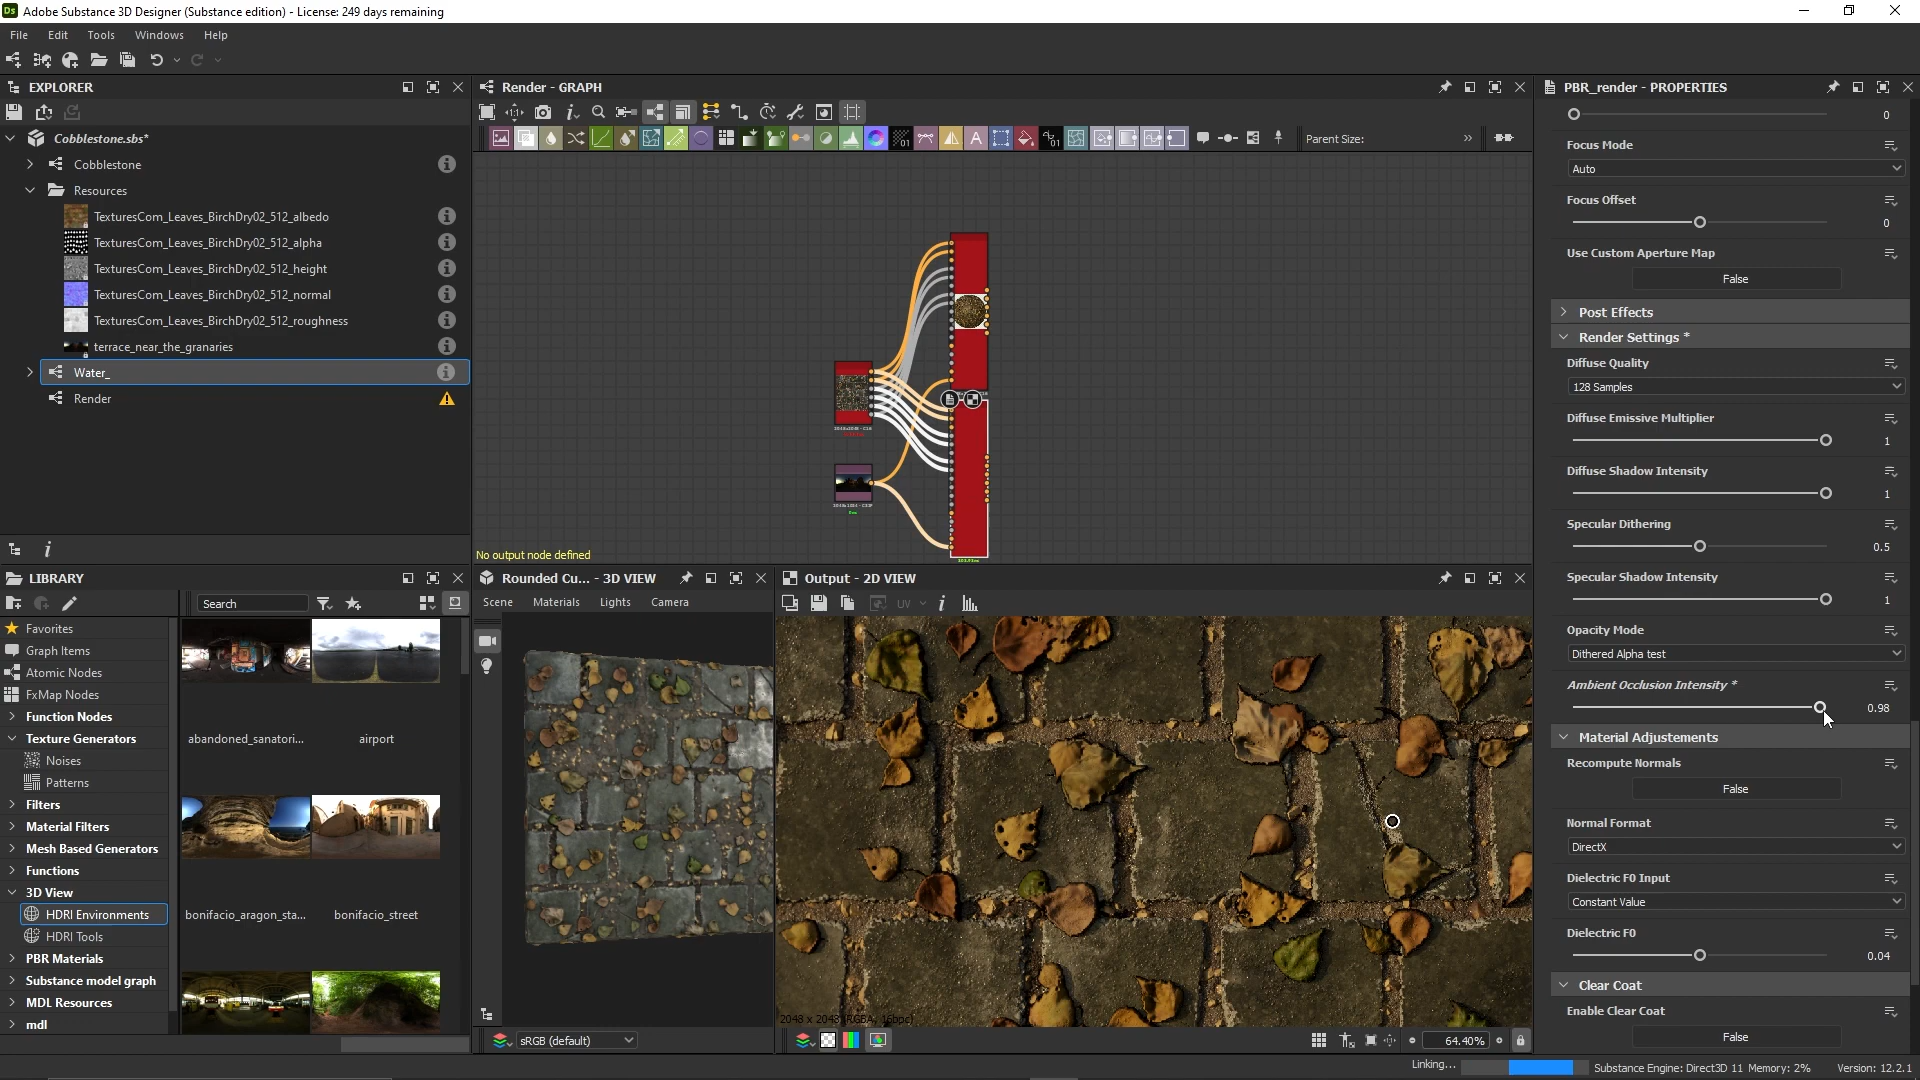 Ds Adobe Substance 3D Designer (Substance edition) - License: 249 days remaining
File Edit Tools Windows Help
EXPLORER
Cobblestone.sbs*
Cobblestone
Resources
TexturesCom_Leaves_BirchDry02_512_albedo
TexturesCom_Leaves_BirchDry02_512_alpha
TexturesCom_Leaves_BirchDry02_512_height
TexturesCom_Leaves_BirchDry02_512_normal
TexturesCom_Leaves_BirchDry02_512_roughness
terrace_near_the_granaries
Water_
Render
LIBRARY
Search
Favorites
Graph Items
Atomic Nodes
FxMap Nodes
Function Nodes
Texture Generators
Noises
Patterns
Filters
Material Filters
Mesh Based Generators
Functions
3D View
HDRI Environments
HDRI Tools
PBR Materials
Substance model graph
MDL Resources
mdl
abandoned_sanatori... airport
bonifacio_aragon_sta... bonifacio_street
Render - GRAPH
Parent Size:
No output node defined
Rounded Cu... - 3D VIEW
Scene Materials Lights Camera
sRGB (default)
Output - 2D VIEW
UV
2048 x 2048 (RGBA, 16bpc)
64.40%
PBR_render - PROPERTIES
0
Focus Mode
Auto
Focus Offset
0
Use Custom Aperture Map
False
Post Effects
Render Settings *
Diffuse Quality
128 Samples
Diffuse Emissive Multiplier
1
Diffuse Shadow Intensity
1
Specular Dithering
0.5
Specular Shadow Intensity
1
Opacity Mode
Dithered Alpha test
Ambient Occlusion Intensity *
0.98
Material Adjustements
Recompute Normals
False
Normal Format
DirectX
Dielectric F0 Input
Constant Value
Dielectric F0
0.04
Clear Coat
Enable Clear Coat
False
Linking...
Substance Engine: Direct3D 11 Memory: 2%
Version: 12.2.1